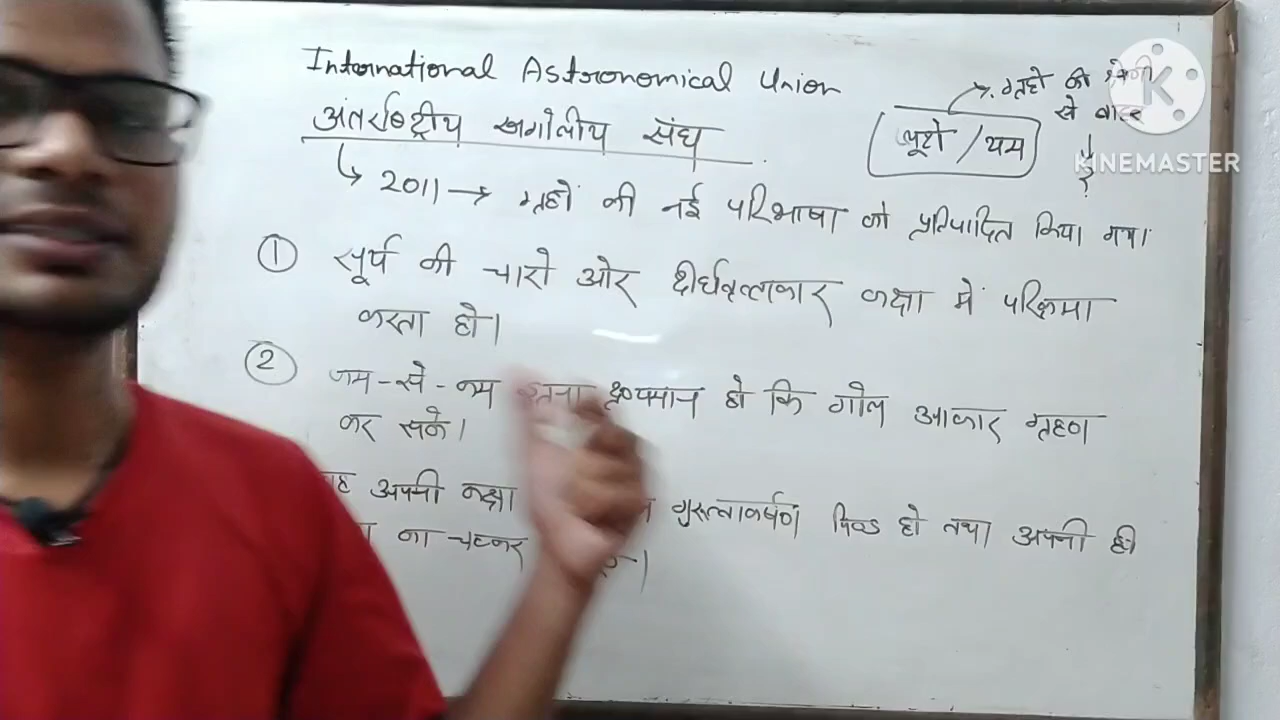 International Astronomical Union
अंतर्राष्ट्रीय खगोलीय संघ
प्लूटो / यम
ग्रहों की श्रेणी
से बाहर
?
2011 → ग्रहों की नई परिभाषा को प्रतिपादित किया गया
① सूर्य की चारो ओर दीर्घवृत्ताकार कक्षा में परिक्रमा
करता हो।
② कम-से-कम इतना द्रव्यमान हो कि गोल आकार ग्रहण
कर सके।
अपनी कक्षा गुरुत्वाकर्षण पिण्ड हो तथा अपनी ही
का चक्कर
KINEMASTER